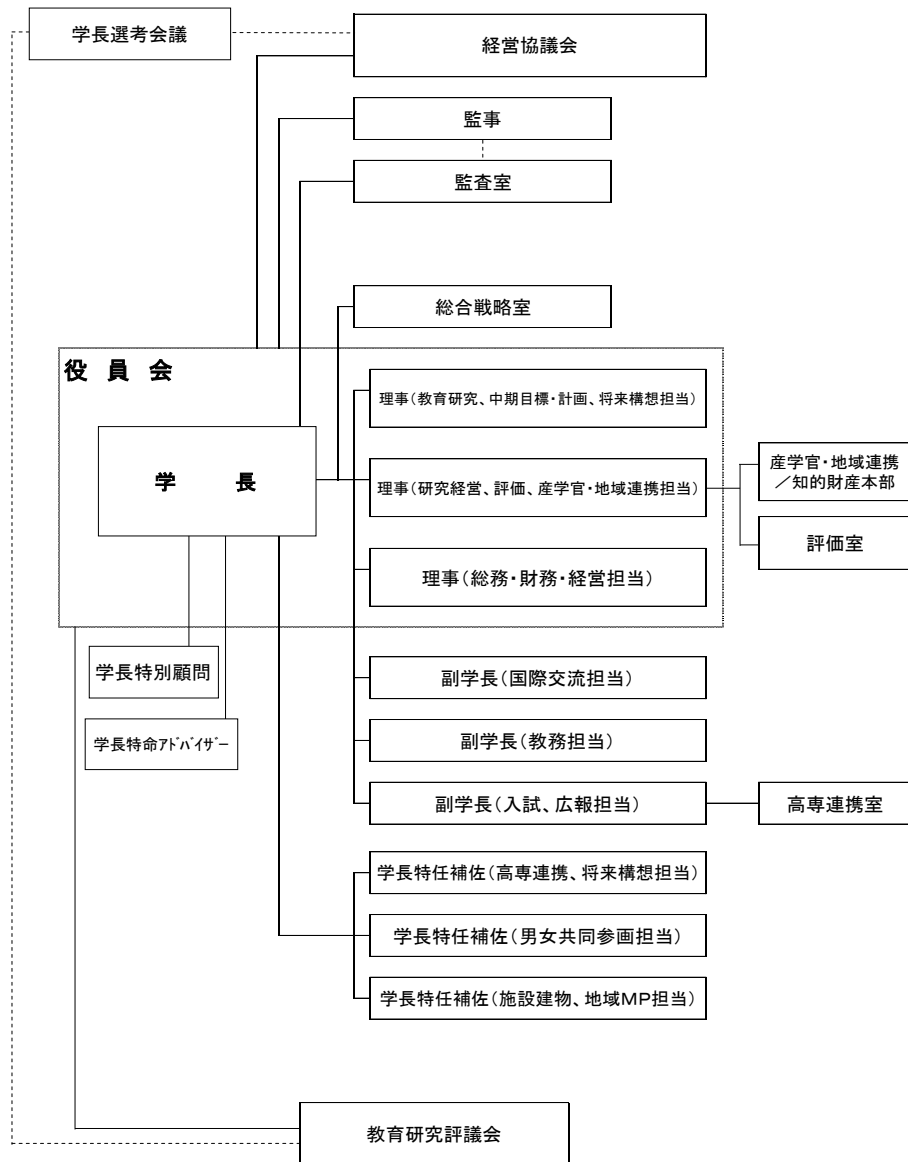 学長選考会議
経営協議会
監事
監査室
総合戦略室
役 員 会
理事(教育研究、中期目標・計画、将来構想担当)
学 長
理事(研究経営、評価、産学官・地域連携担当)
産学官・地域連携
/知的財産本部
評価室
理事(総務・財務・経営担当)
学長特別顧問
副学長(国際交流担当)
学長特命アドバイザー
副学長(教務担当)
副学長(入試、広報担当)
高専連携室
学長特任補佐(高専連携、将来構想担当)
学長特任補佐(男女共同参画担当)
学長特任補佐(施設建物、地域MP担当)
教育研究評議会